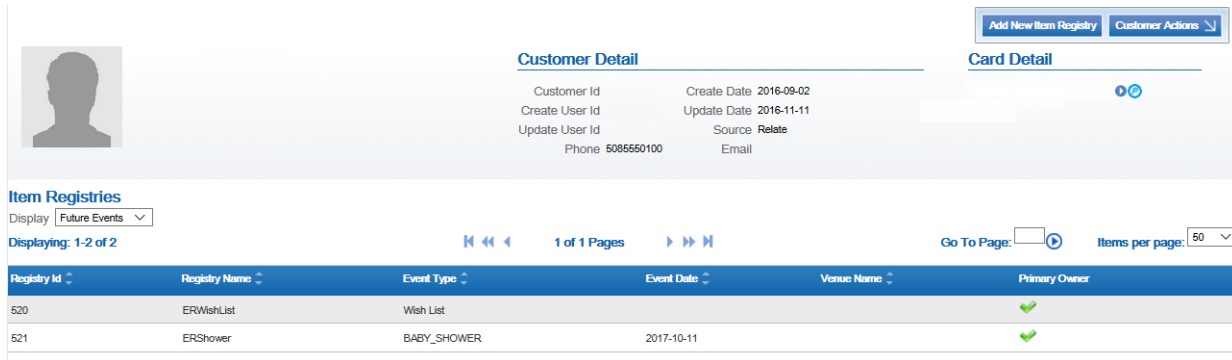 Add New Item Registry Customer Actions
Customer Detail Card Detail
Customer Id Create Date 2016-09-02
Create User Id Update Date 2016-11-11
Update User Id Source Relate
Phone 5085550100 Email
Item Registries
Display Future Events
Displaying: 1-2 of 2 1 of 1 Pages Go To Page: Items per page: 50
Registry Id Registry Name Event Type Event Date Venue Name Primary Owner
520 ERWishList Wish List
521 ERShower BABY_SHOWER 2017-10-11